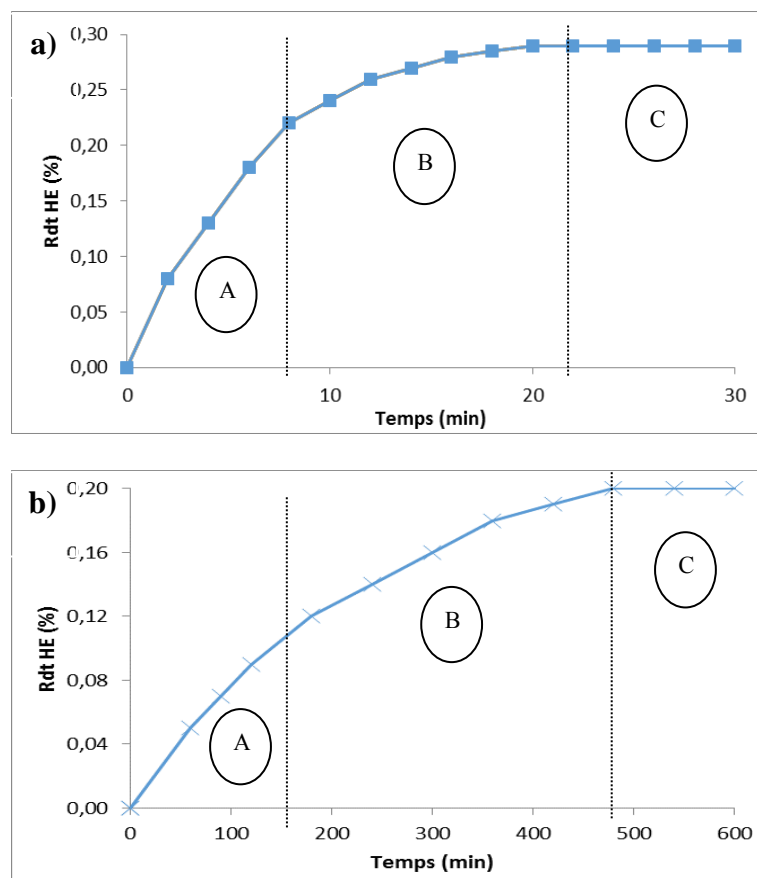 a)
0,30
0,25
0,20
0,15
0,10
0,05
0,00
Rdt HE (%)
A
B
C
0
10
20
30
Temps (min)
b)
0,20
0,16
0,12
0,08
0,04
0,00
Rdt HE (%)
A
B
C
0
100
200
300
400
500
600
Temps (min)